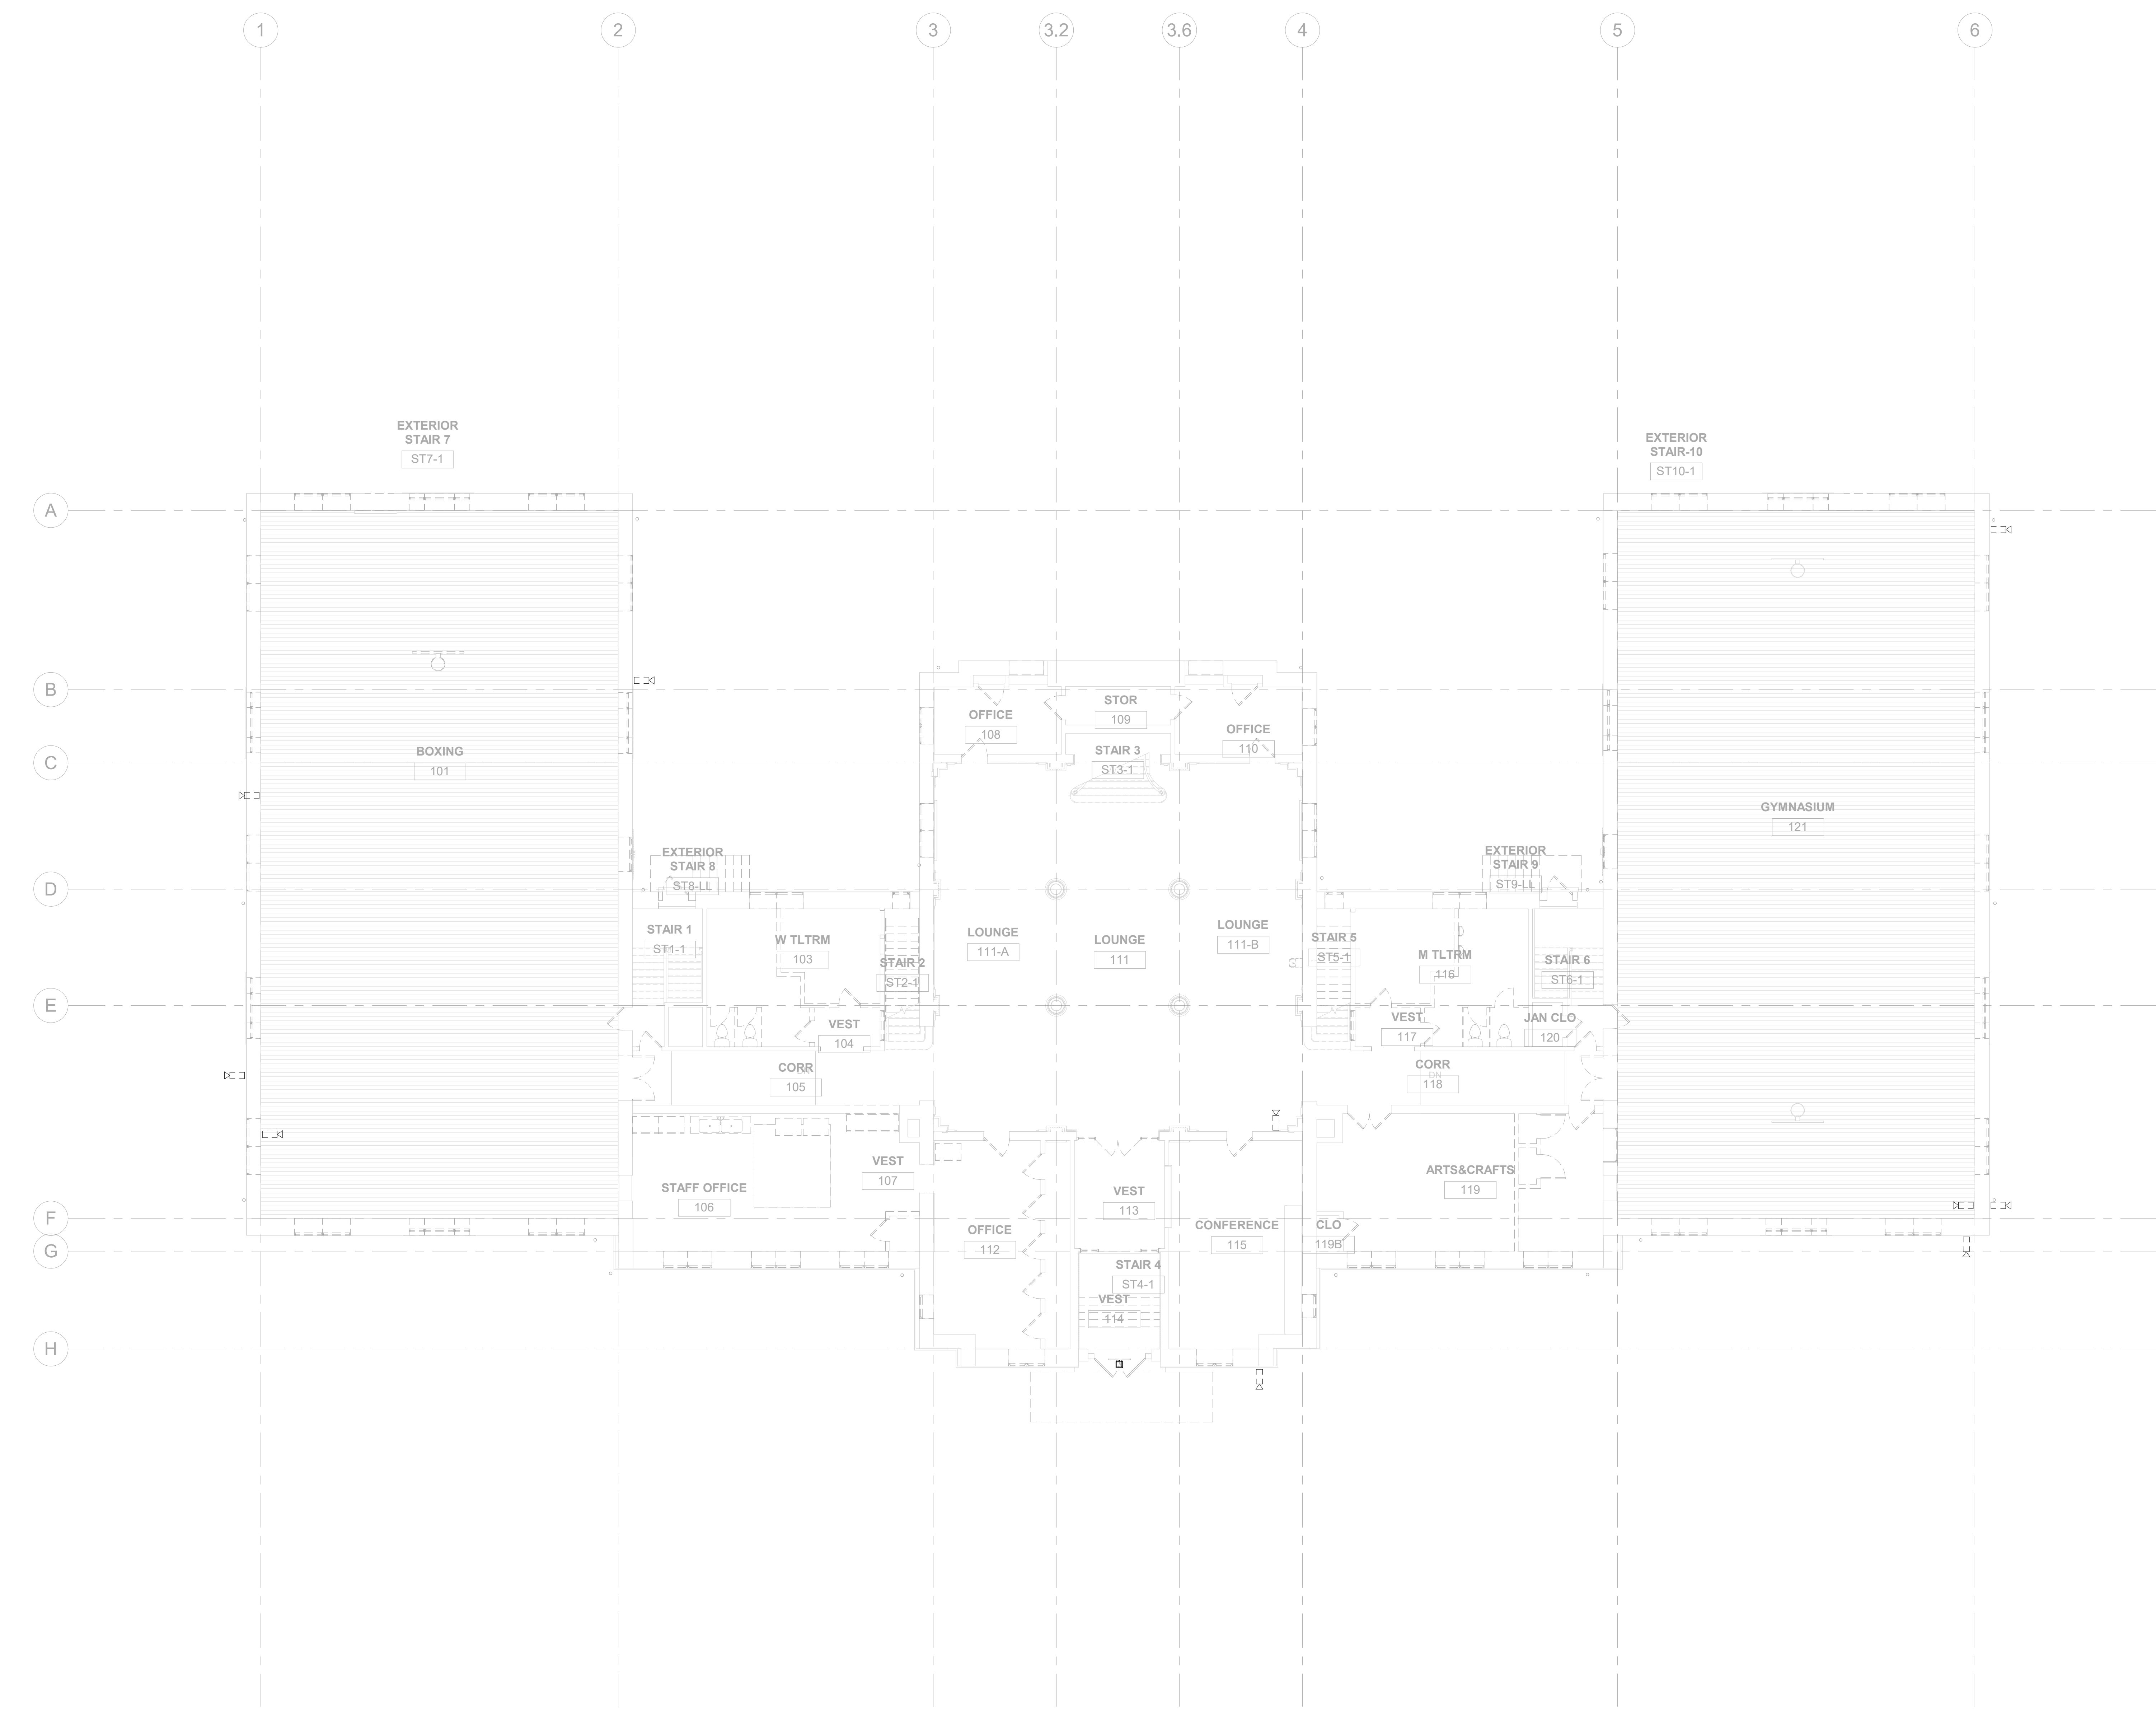 1
2
3
3.2
3.6
4
5
6
EXTERIOR
STAIR 7
ST7-1
EXTERIOR
STAIR-10
ST10-1
A
B
STOR
109
OFFICE
108
OFFICE
110
C
BOXING
101
STAIR 3
ST3-1
GYMNASIUM
121
EXTERIOR
STAIR 8
ST8-LL
EXTERIOR
STAIR 9
ST9-LL
D
STAIR 1
ST1-1
W TLTRM
103
STAIR 2
ST2-1
LOUNGE
111-A
LOUNGE
111
LOUNGE
111-B
STAIR 5
ST5-1
M TLTRM
116
STAIR 6
ST6-1
E
VEST
104
VEST
117
JAN CLO
120
CORR
DN
105
CORR
DN
118
VEST
107
STAFF OFFICE
106
VEST
113
ARTS&CRAFTS
119
F
OFFICE
112
CONFERENCE
115
CLO
119B
G
STAIR 4
ST4-1
VEST
114
H